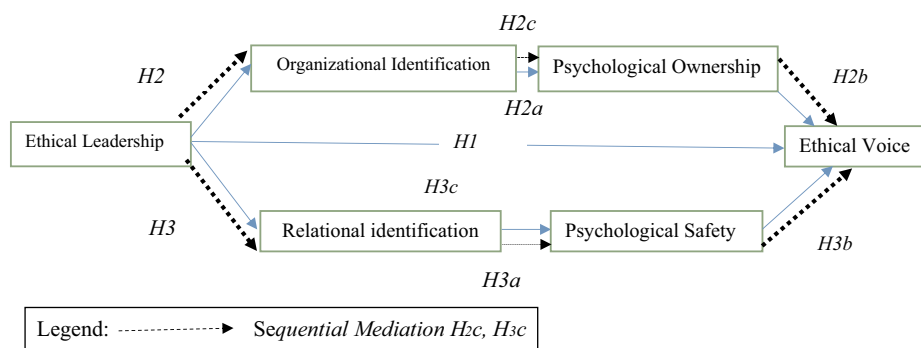 H2c
H2
Organizational Identification
Psychological Ownership
H2b
H2a
Ethical Leadership
H1
Ethical Voice
H3c
H3
Relational identification
Psychological Safety
H3b
H3a
Legend: Sequential Mediation H2c, H3c